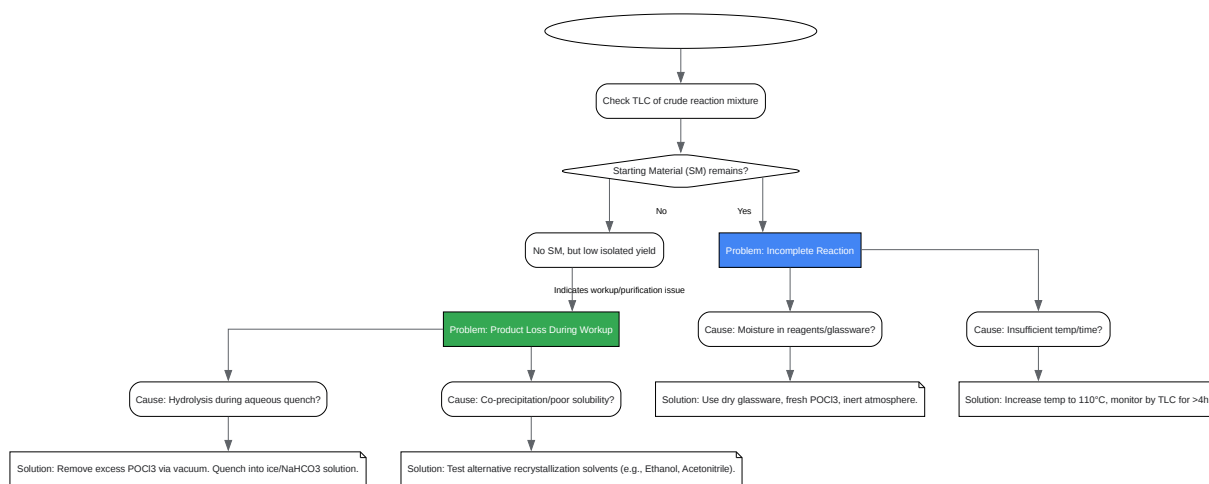 Check TLC of crude reaction mixture
Starting Material (SM) remains?
No
Yes
No SM, but low isolated yield
Problem: Incomplete Reaction
Indicates workup/purification issue
Problem: Product Loss During Workup
Cause: Moisture in reagents/glassware?
Cause: Insufficient temp/time?
Cause: Hydrolysis during aqueous quench?
Cause: Co-precipitation/poor solubility?
Solution: Use dry glassware, fresh POCl3, inert atmosphere.
Solution: Increase temp to 110°C, monitor by TLC for >4h
Solution: Remove excess POCl3 via vacuum. Quench into ice/NaHCO3 solution.
Solution: Test alternative recrystallization solvents (e.g., Ethanol, Acetonitrile).